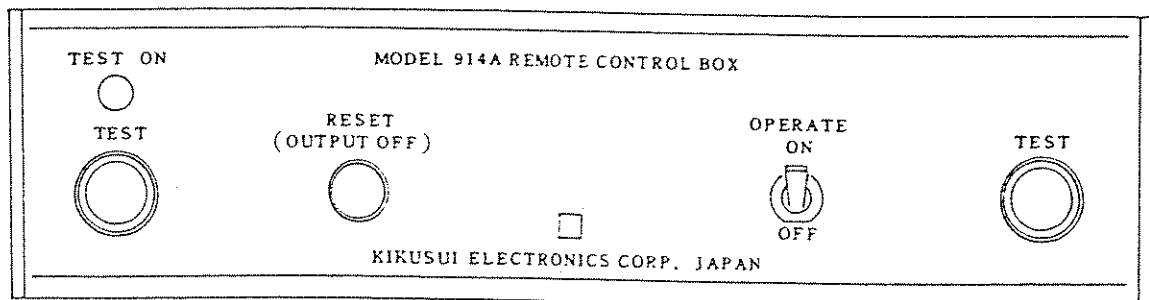 TEST ON
MODEL 914A REMOTE CONTROL BOX
TEST
RESET
(OUTPUT OFF)
OPERATE
ON
OFF
TEST
KIKUSUI ELECTRONICS CORP. JAPAN